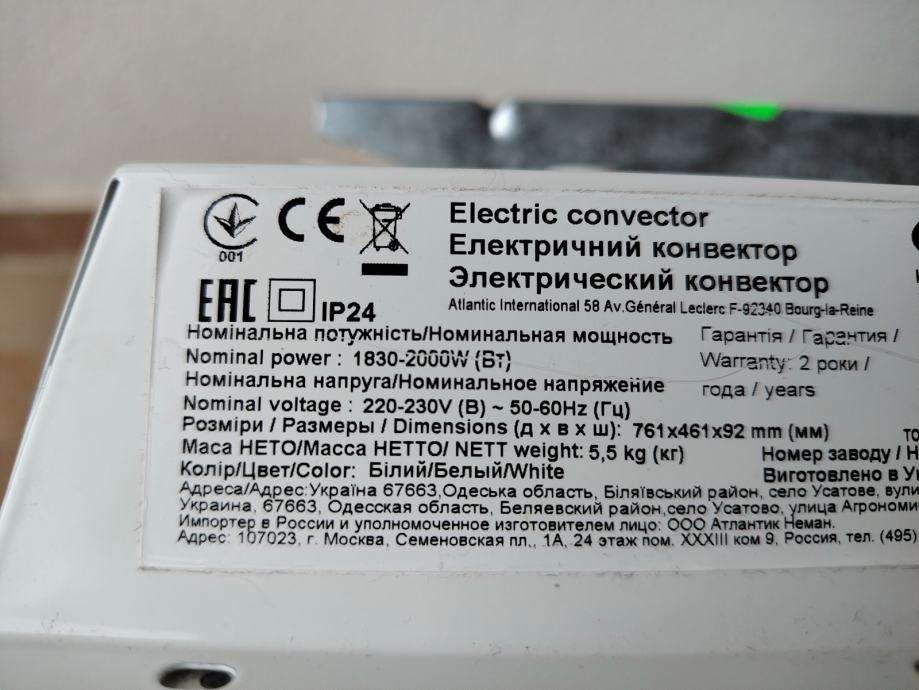 001
CE
Electric convector
Електричний конвектор
Электрический конвектор
Atlantic International 58 Av.Général Leclerc F-92340 Bourg-la-Reine
EAC
IP24
Номінальна потужність/Номинальная мощность
Nominal power : 1830-2000W (Вт)
Номінальна напруга/Номинальное напряжение
Nominal voltage : 220-230V (В) ~ 50-60Hz (Гц)
Гарантія / Гарантия /
Warranty: 2 роки /
года / years
Розміри / Размеры / Dimensions (д х в х ш): 761x461x92 mm (мм)
Маса НЕТО/Масса НЕТТО/ NETT weight: 5,5 kg (кг)
Номер заводу / Н
Колір/Цвет/Color: Білий/Белый/White
Виготовлено в Ук
Адреса/Адрес:Україна 67663,Одеська область, Біляївський район, село Усатове, вули
Украина, 67663, Одесская область, Беляевский район,село Усатово, улица Агрономи
Импортер в России и уполномоченное изготовителем лицо: ООО Атлантик Неман.
Адрес: 107023, г. Москва, Семеновская пл., 1А, 24 этаж пом. XXXIII ком 9, Россия, тел. (495)